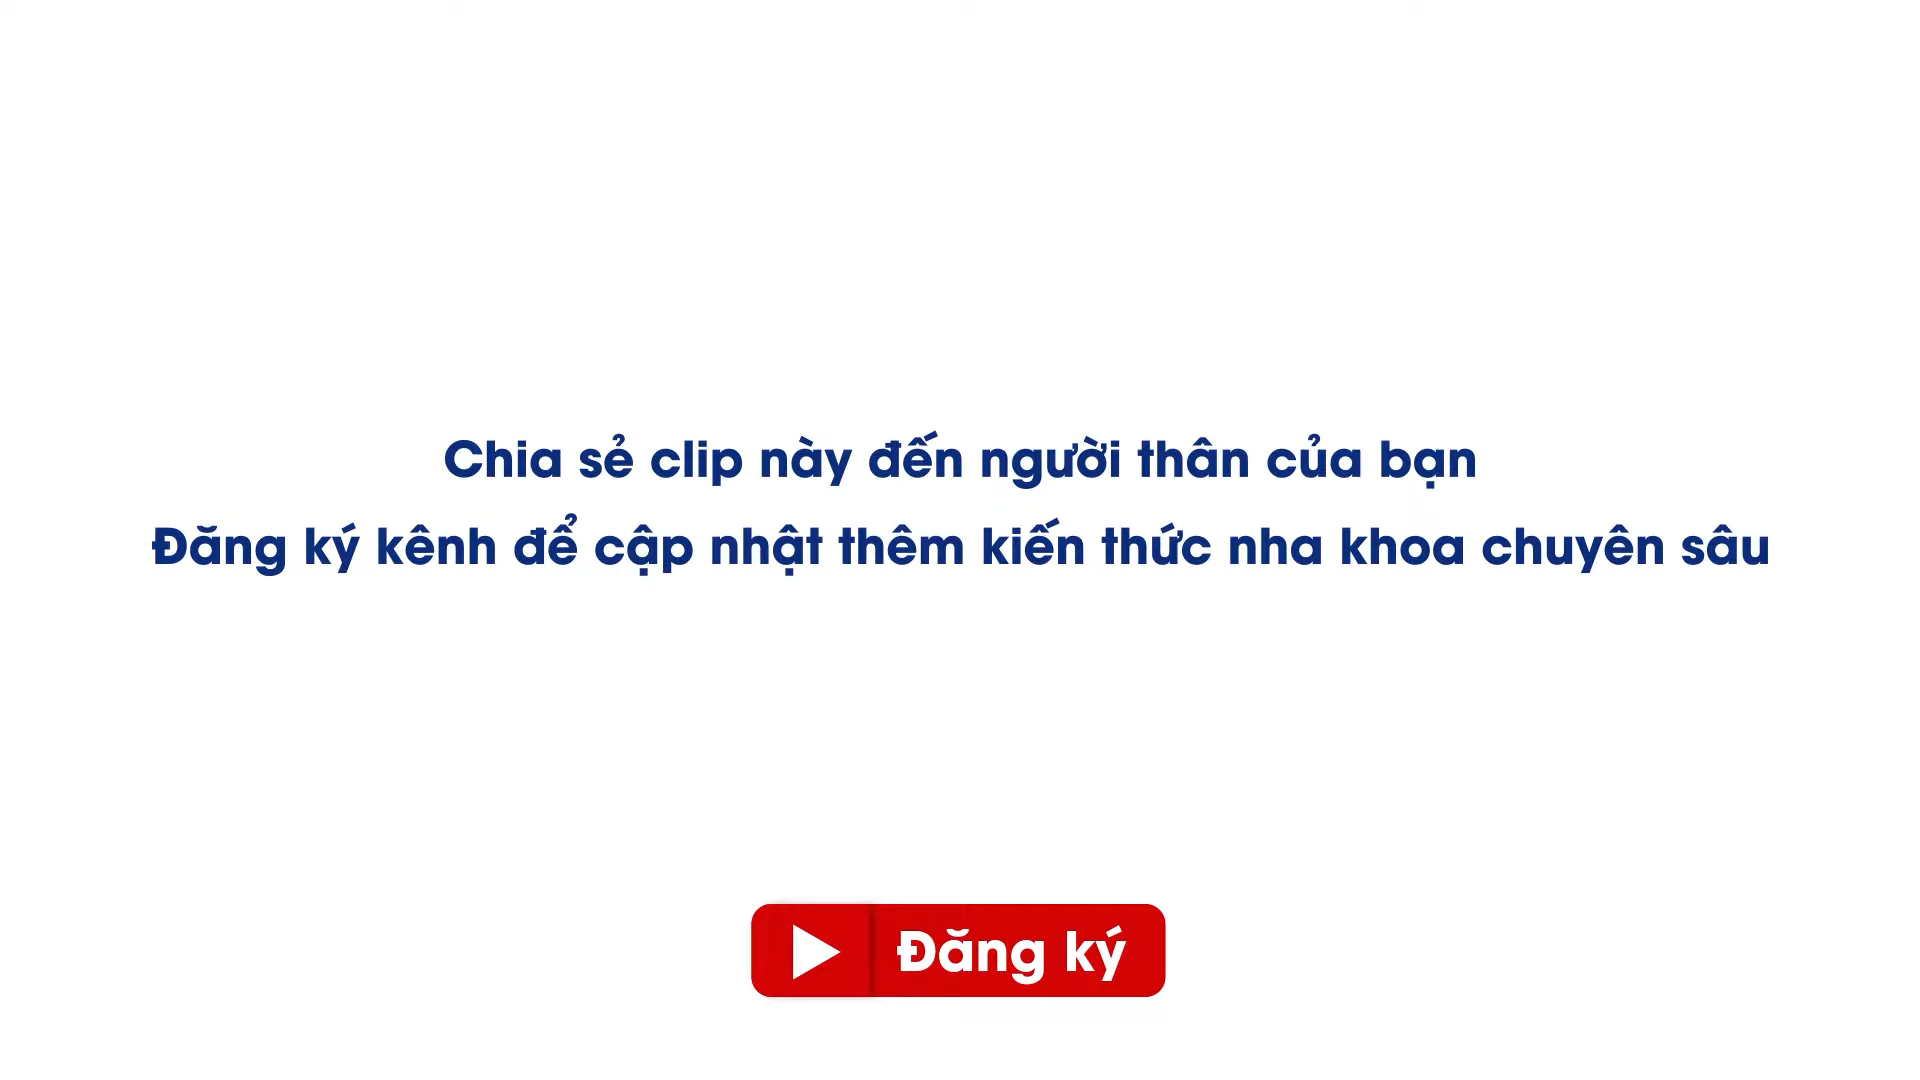 Chia sẻ clip này đến người thân của bạn
Đăng ký kênh để cập nhật thêm kiến thức nha khoa chuyên sâu
Đăng ký